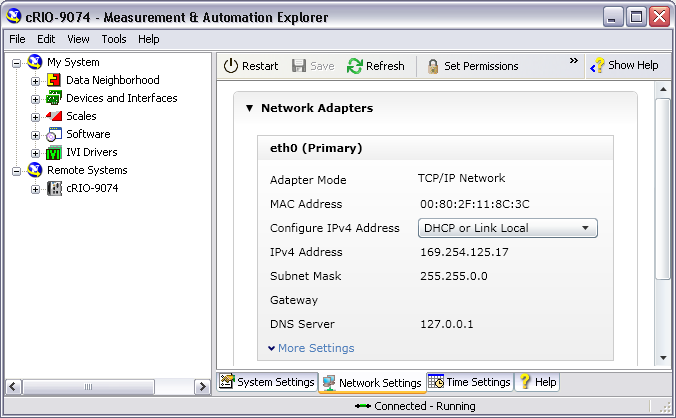 cRIO-9074 - Measurement & Automation Explorer
File Edit View Tools Help
My System
Data Neighborhood
Devices and Interfaces
Scales
Software
IVI Drivers
Remote Systems
cRIO-9074
Restart Save Refresh Set Permissions » Show Help
Network Adapters
eth0 (Primary)
Adapter Mode TCP/IP Network
MAC Address 00:80:2F:11:8C:3C
Configure IPv4 Address DHCP or Link Local
IPv4 Address 169.254.125.17
Subnet Mask 255.255.0.0
Gateway
DNS Server 127.0.0.1
More Settings
System Settings Network Settings Time Settings Help
Connected - Running